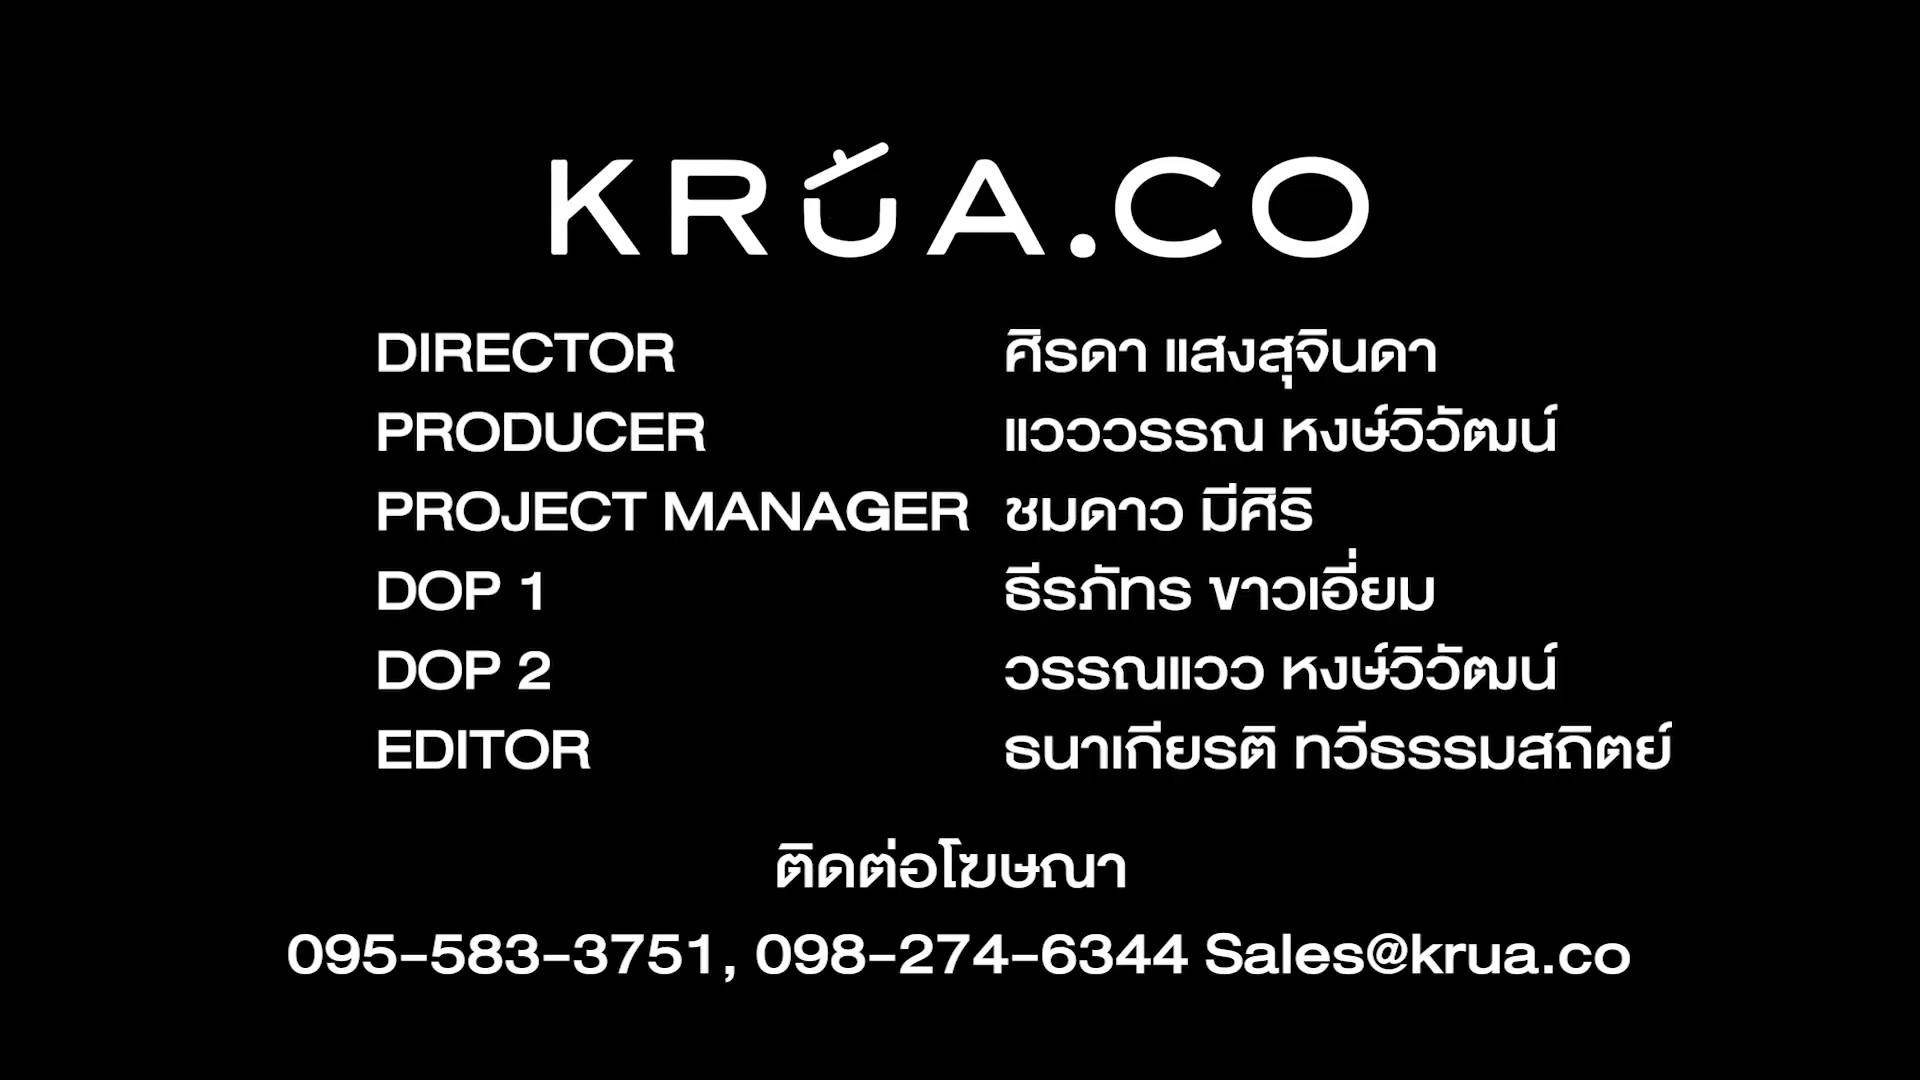 KRUA.CO
DIRECTOR ศิรดา แสงสุจินดา
PRODUCER แวววรรณ หงษ์วิวัฒน์
PROJECT MANAGER ชมดาว มีศิริ
DOP 1 ธีรภัทร ขาวเอี่ยม
DOP 2 วรรณแวว หงษ์วิวัฒน์
EDITOR ธนาเกียรติ ทวีธรรมสถิตย์
ติดต่อโฆษณา
095-583-3751, 098-274-6344 Sales@krua.co